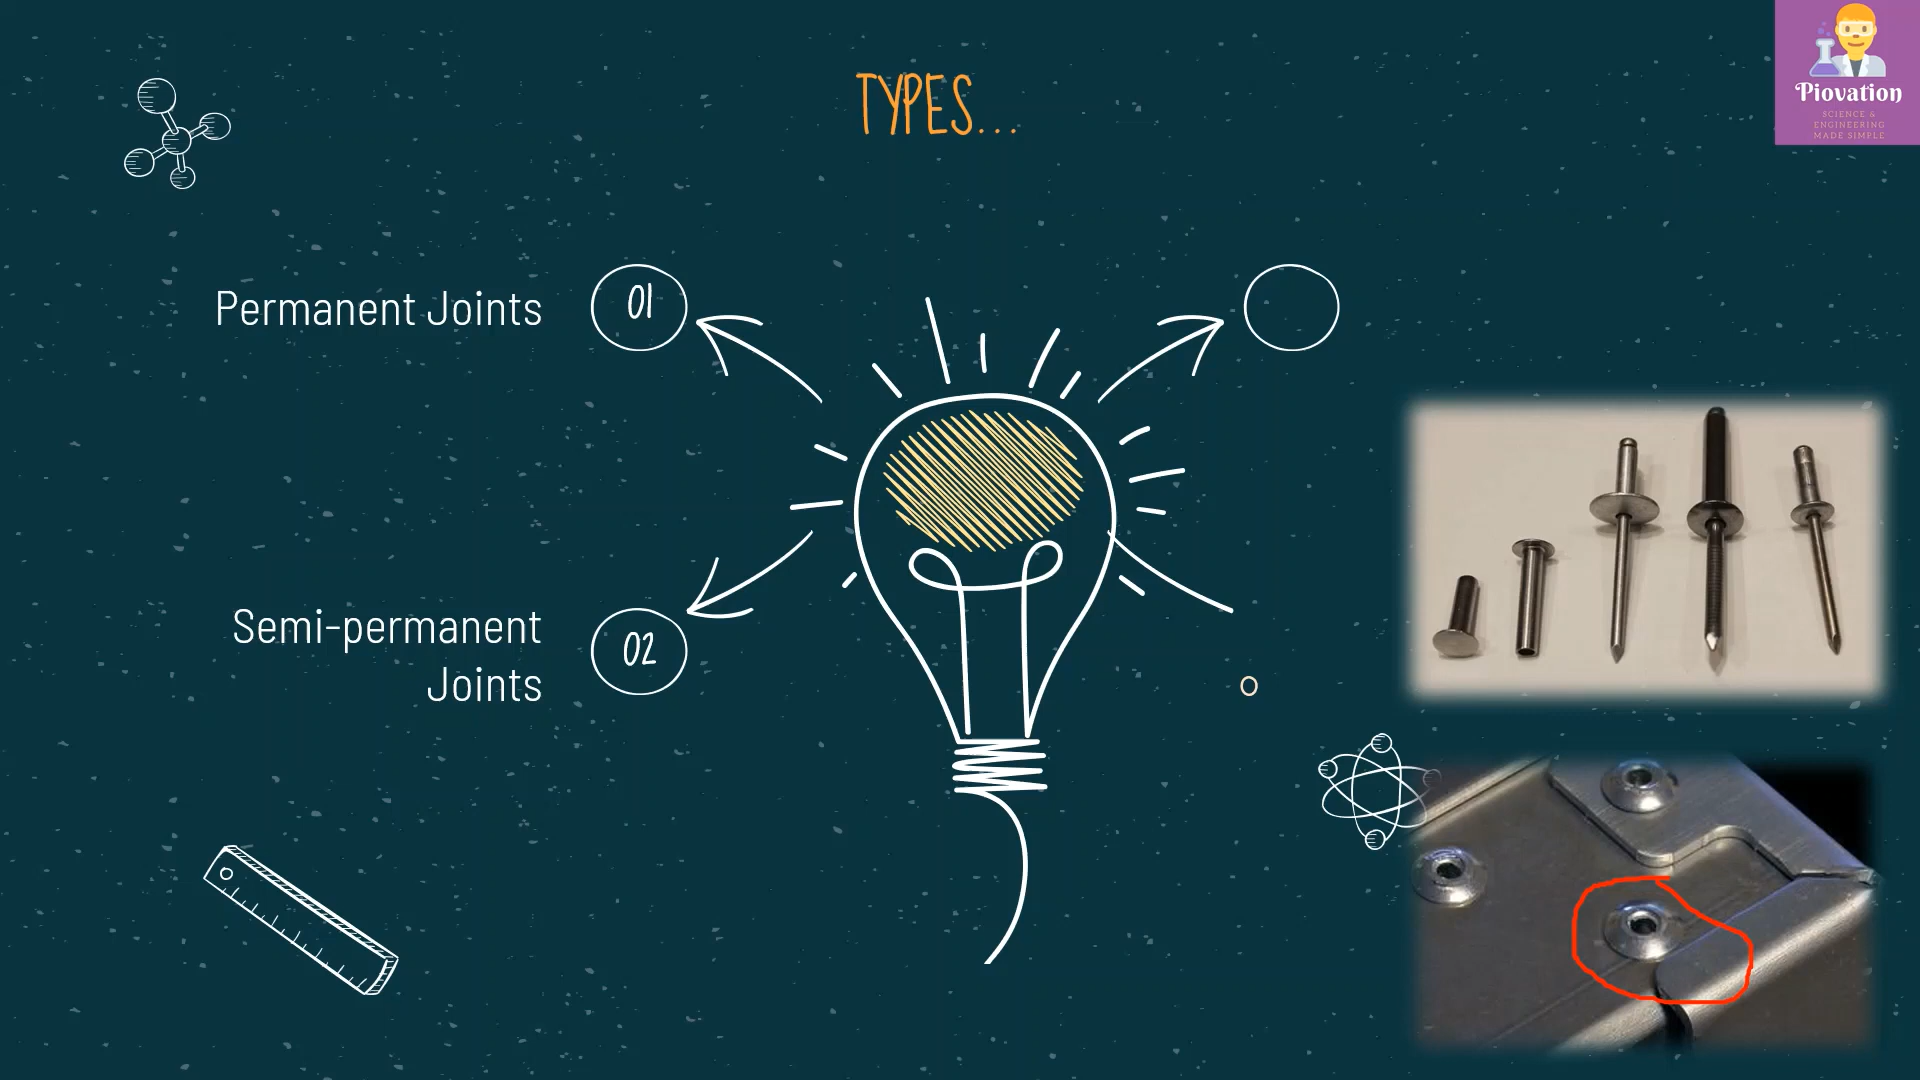 TYPES...
Piovation
SCIENCE &
ENGINEERING
MADE SIMPLE
Permanent Joints
01
Semi-permanent
Joints
02